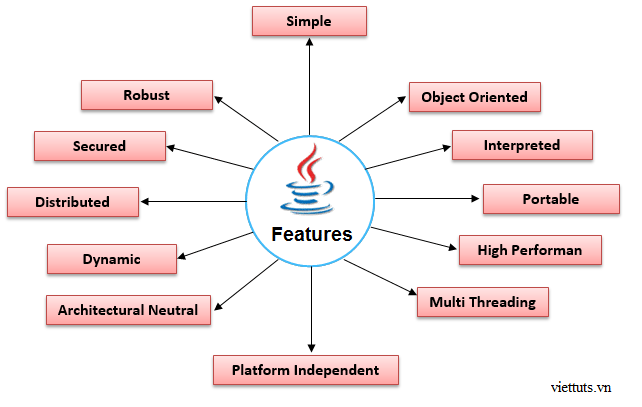 Simple
Robust
Object Oriented
Secured
Interpreted
Distributed
Portable
Features
Dynamic
High Performan
Architectural Neutral
Multi Threading
Platform Independent
viettuts.vn